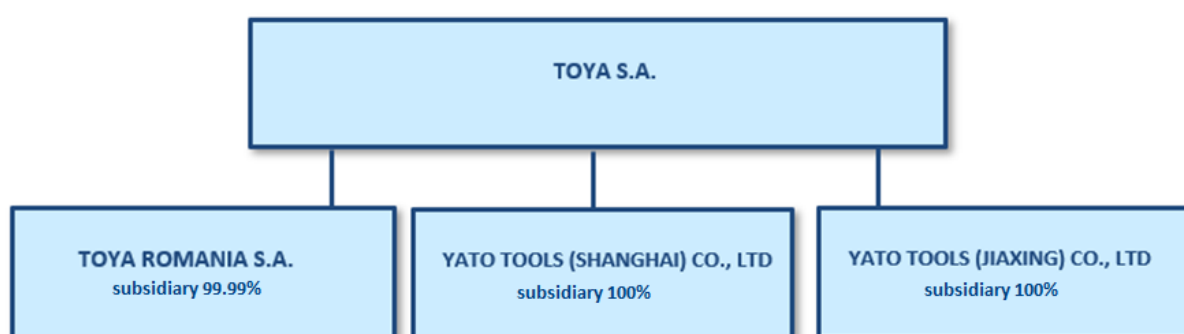 TOYA S.A.
TOYA ROMANIA S.A.
subsidiary 99.99%
YATO TOOLS (SHANGHAI) CO., LTD
subsidiary 100%
YATO TOOLS (JIAXING) CO., LTD
subsidiary 100%